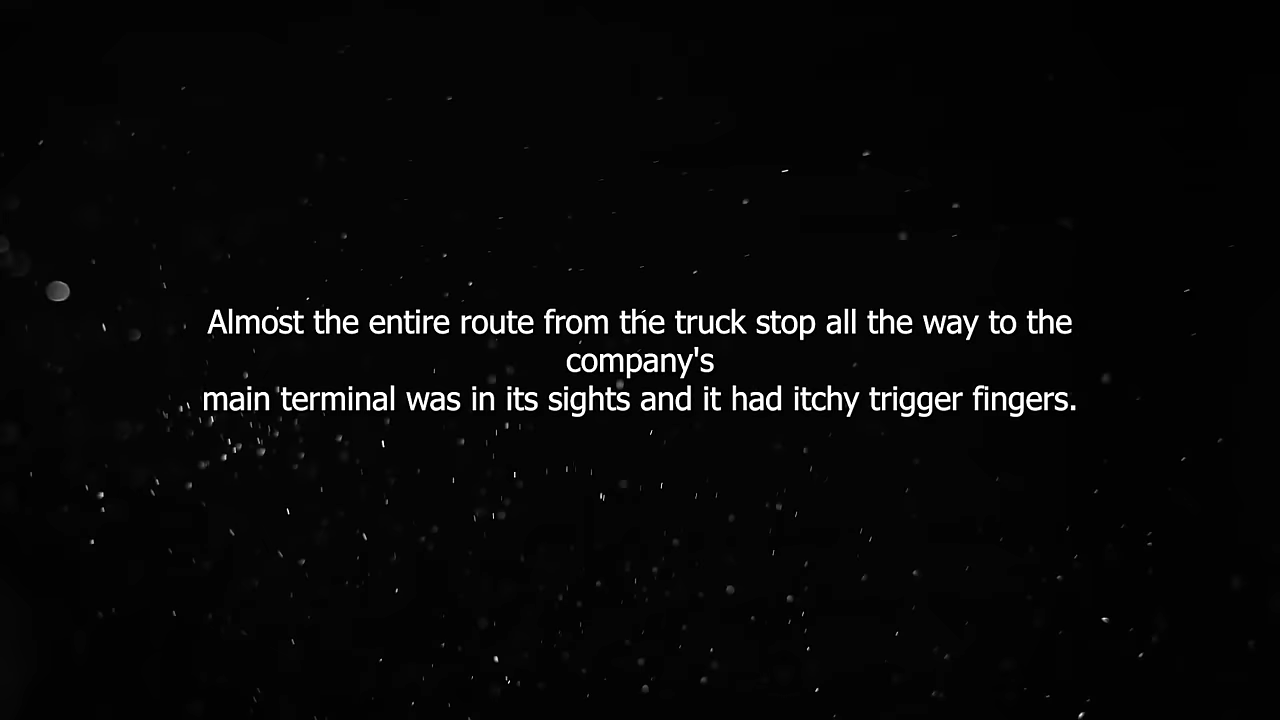 Almost the entire route from the truck stop all the way to the
company's
main terminal was in its sights and it had itchy trigger fingers.